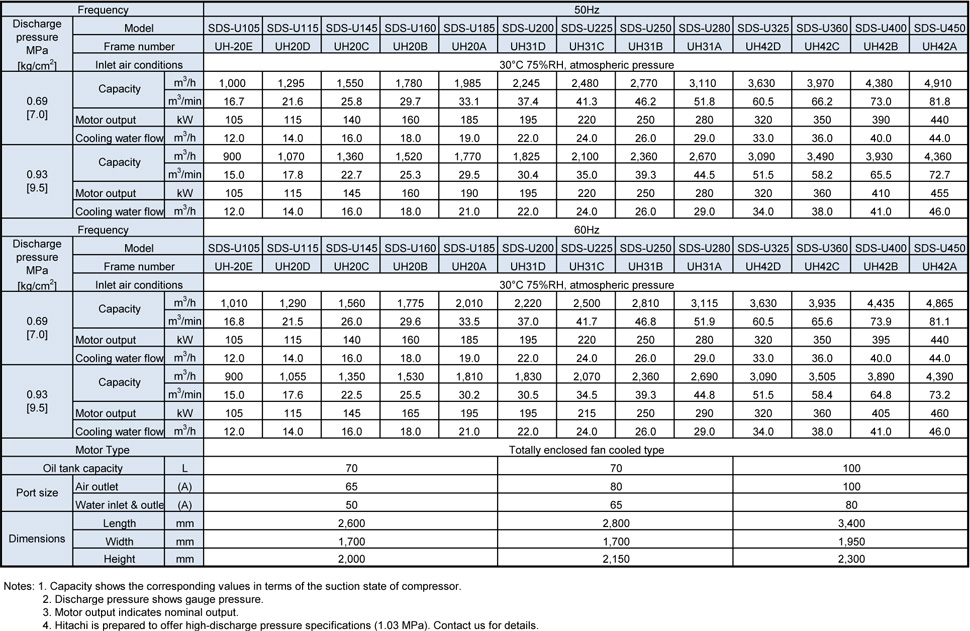 Frequency 50Hz
Discharge pressure MPa [kg/cm²] Model SDS-U105 SDS-U115 SDS-U145 SDS-U160 SDS-U185 SDS-U200 SDS-U225 SDS-U250 SDS-U280 SDS-U325 SDS-U360 SDS-U400 SDS-U450
Frame number UH-20E UH20D UH20C UH20B UH20A UH31D UH31C UH31B UH31A UH42D UH42C UH42B UH42A
Inlet air conditions 30°C 75%RH, atmospheric pressure
0.69 [7.0] Capacity m³/h 1,000 1,295 1,550 1,780 1,985 2,245 2,480 2,770 3,110 3,630 3,970 4,380 4,910
m³/min 16.7 21.6 25.8 29.7 33.1 37.4 41.3 46.2 51.8 60.5 66.2 73.0 81.8
Motor output kW 105 115 140 160 185 195 220 250 280 320 350 390 440
Cooling water flow m³/h 12.0 14.0 16.0 18.0 19.0 22.0 24.0 26.0 29.0 33.0 36.0 40.0 44.0
0.93 [9.5] Capacity m³/h 900 1,070 1,360 1,520 1,770 1,825 2,100 2,360 2,670 3,090 3,490 3,930 4,360
m³/min 15.0 17.8 22.7 25.3 29.5 30.4 35.0 39.3 44.5 51.5 58.2 65.5 72.7
Motor output kW 105 115 145 160 190 195 220 250 280 320 360 410 455
Cooling water flow m³/h 12.0 14.0 16.0 18.0 21.0 22.0 24.0 26.0 29.0 34.0 38.0 41.0 46.0
Frequency 60Hz
Discharge pressure MPa [kg/cm²] Model SDS-U105 SDS-U115 SDS-U145 SDS-U160 SDS-U185 SDS-U200 SDS-U225 SDS-U250 SDS-U280 SDS-U325 SDS-U360 SDS-U400 SDS-U450
Frame number UH-20E UH20D UH20C UH20B UH20A UH31D UH31C UH31B UH31A UH42D UH42C UH42B UH42A
Inlet air conditions 30°C 75%RH, atmospheric pressure
0.69 [7.0] Capacity m³/h 1,010 1,290 1,560 1,775 2,010 2,220 2,500 2,810 3,115 3,630 3,935 4,435 4,865
m³/min 16.8 21.5 26.0 29.6 33.5 37.0 41.7 46.8 51.9 60.5 65.6 73.9 81.1
Motor output kW 105 115 140 160 185 195 220 250 280 320 350 395 440
Cooling water flow m³/h 12.0 14.0 16.0 18.0 19.0 22.0 24.0 26.0 29.0 33.0 36.0 40.0 44.0
0.93 [9.5] Capacity m³/h 900 1,055 1,350 1,530 1,810 1,830 2,070 2,360 2,690 3,090 3,505 3,890 4,390
m³/min 15.0 17.6 22.5 25.5 30.2 30.5 34.5 39.3 44.8 51.5 58.4 64.8 73.2
Motor output kW 105 115 145 165 195 195 215 250 290 320 360 405 460
Cooling water flow m³/h 12.0 14.0 16.0 18.0 21.0 22.0 24.0 26.0 29.0 34.0 38.0 41.0 46.0
Motor Type Totally enclosed fan cooled type
Oil tank capacity L 70 70 100
Port size Air outlet (A) 65 80 100
Water inlet & outle (A) 50 65 80
Dimensions Length mm 2,600 2,800 3,400
Width mm 1,700 1,700 1,950
Height mm 2,000 2,150 2,300
Notes: 1. Capacity shows the corresponding values in terms of the suction state of compressor.
2. Discharge pressure shows gauge pressure.
3. Motor output indicates nominal output.
4. Hitachi is prepared to offer high-discharge pressure specifications (1.03 MPa). Contact us for details.